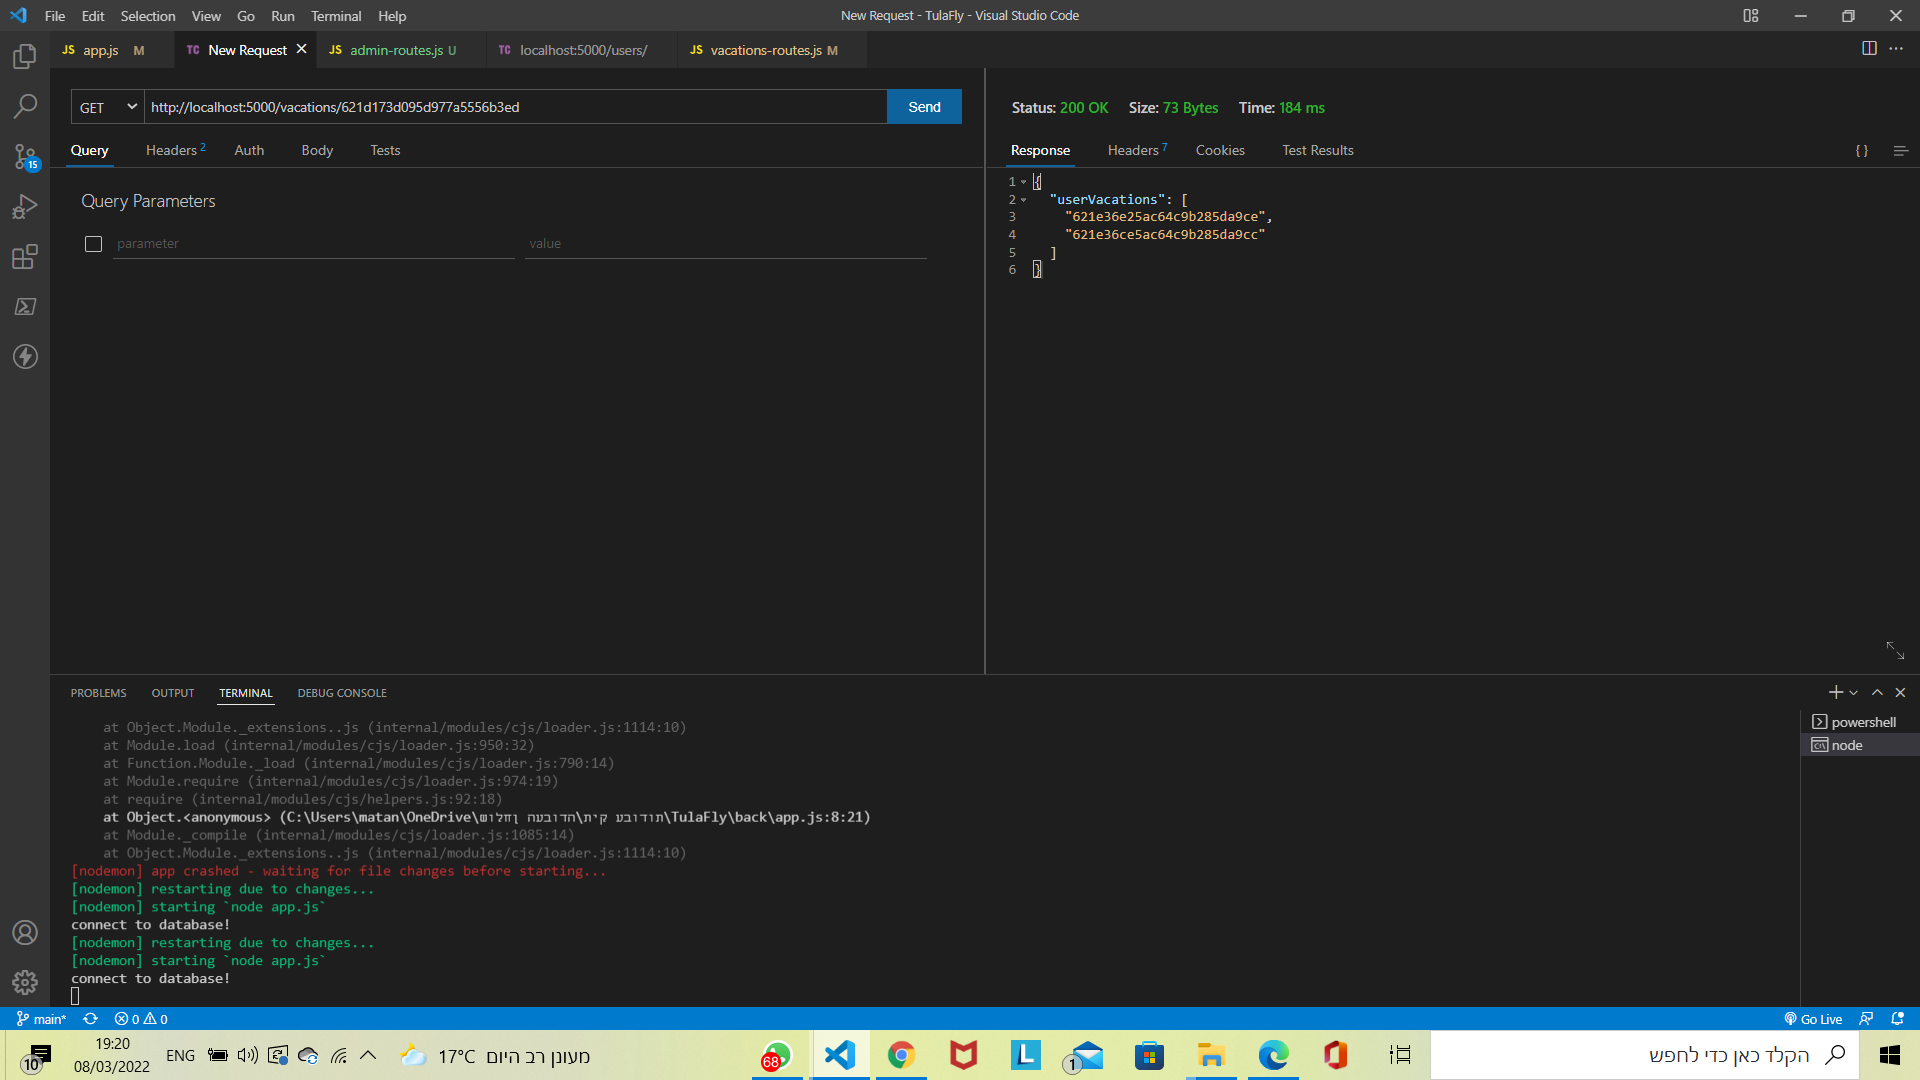 File Edit Selection View Go Run Terminal Help
New Request - TulaFly - Visual Studio Code
JS app.js M
TC New Request
JS admin-routes.js U
TC localhost:5000/users/
JS vacations-routes.js M
GET http://localhost:5000/vacations/621d173d095d977a5556b3ed Send
Query Headers 2 Auth Body Tests
Query Parameters
parameter value
Status: 200 OK Size: 73 Bytes Time: 184 ms
Response Headers 7 Cookies Test Results { }
1 {
2 "userVacations": [
3 "621e36e25ac64c9b285da9ce",
4 "621e36ce5ac64c9b285da9cc"
5 ]
6 }
15
PROBLEMS OUTPUT TERMINAL DEBUG CONSOLE
at Object.Module._extensions..js (internal/modules/cjs/loader.js:1114:10)
at Module.load (internal/modules/cjs/loader.js:950:32)
at Function.Module._load (internal/modules/cjs/loader.js:790:14)
at Module.require (internal/modules/cjs/loader.js:974:19)
at require (internal/modules/cjs/helpers.js:92:18)
at Object.<anonymous> (C:\Users\matan\OneDrive\שולחן העבודה\תיק עבודות\TulaFly\back\app.js:8:21)
at Module._compile (internal/modules/cjs/loader.js:1085:14)
at Object.Module._extensions..js (internal/modules/cjs/loader.js:1114:10)
[nodemon] app crashed - waiting for file changes before starting...
[nodemon] restarting due to changes...
[nodemon] starting `node app.js`
connect to database!
[nodemon] restarting due to changes...
[nodemon] starting `node app.js`
connect to database!
powershell
node
main* 0 0
Go Live
10
19:20
08/03/2022
ENG
17°C מעונן רב היום
68
L
1
הקלד כאן כדי לחפש